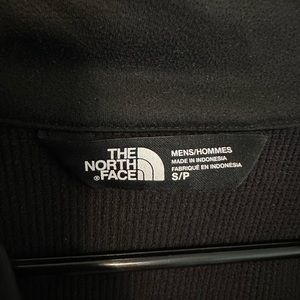 THE
NORTH
FACE
MENS/HOMMES
MADE IN INDONESIA
FABRIQUÉ EN INDONÉSIA
S/P